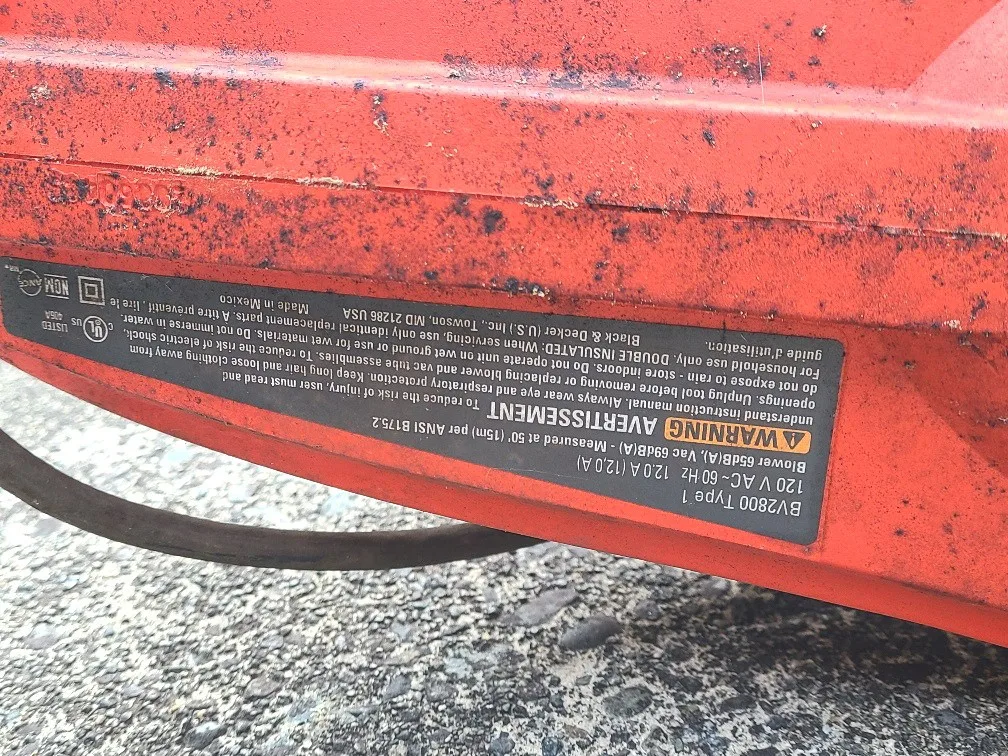 BV2800 Type 1
120 V AC~ 60 Hz 12.0 A (12,0 A)
Blower 65dB(A), Vac 69dB(A) - Measured at 50' (15m) per ANSI B175.2
WARNING AVERTISSEMENT To reduce the risk of injury, user must read and
understand instruction manual. Always wear eye and respiratory protection. Keep long hair and loose clothing away from
openings. Unplug tool before removing or replacing blower and vac tube assemblies. To reduce the risk of electric shock,
do not expose to rain - store indoors. Do not operate unit on wet ground or use for wet materials. Do not immerse in water.
For household use only. DOUBLE INSULATED: When servicing, use only identical replacement parts. A titre préventif, lire le
guide d'utilisation.
Black & Decker (U.S.) Inc., Towson, MD 21286 USA Made in Mexico
C UL US
LISTED
406A
NOM
ANCE